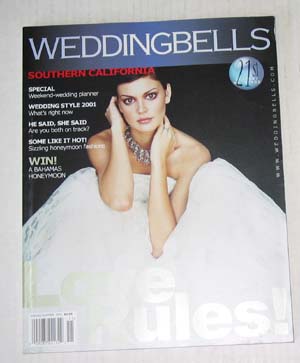 WEDDINGBELLS
21st
SOUTHERN CALIFORNIA
SPECIAL
Weekend-wedding planner
WEDDING STYLE 2001
What's right now
HE SAID, SHE SAID
Are you both on track?
SOME LIKE IT HOT!
Sizzling honeymoon fashions
WIN!
A BAHAMAS
HONEYMOON
WWW.WEDDINGBELLS.COM
Love
Rules!